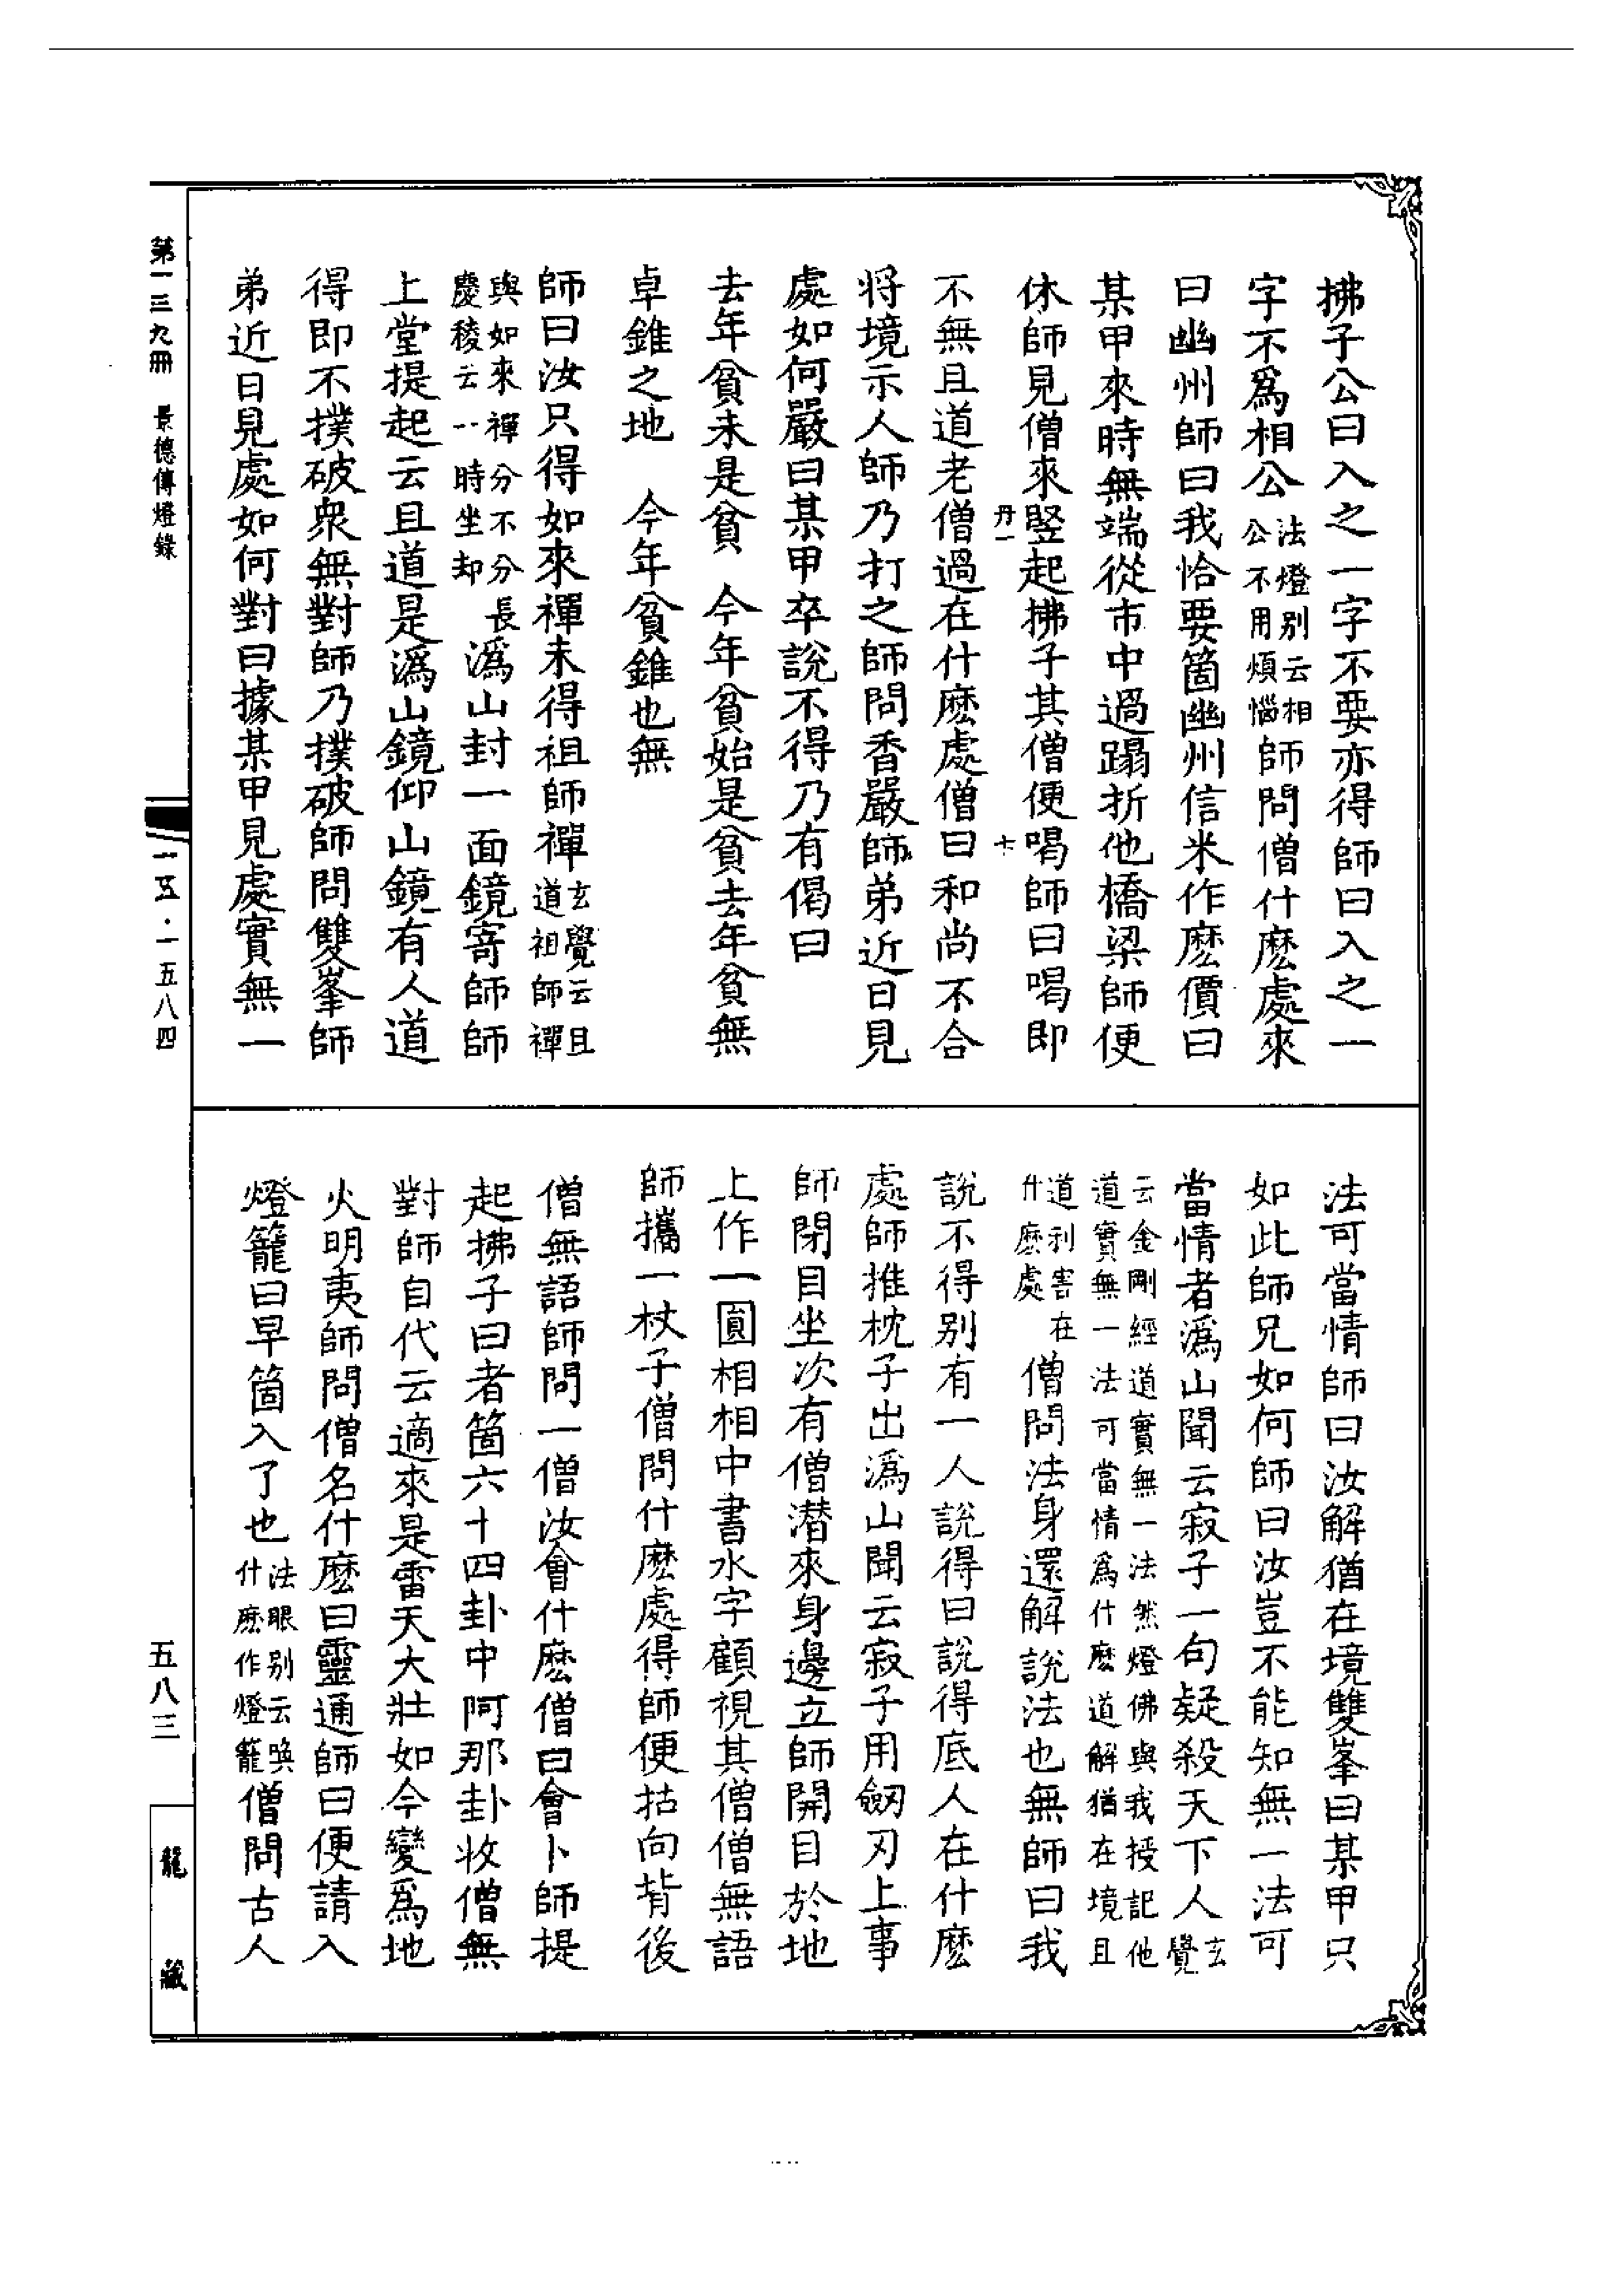 拂子公曰入之一字不要亦得師曰入之一
字不爲相公法燈别云相公不用煩惱師問僧什麽處來
曰幽州師曰我恰要箇幽州信米作麽價曰
某甲來時無端從市中過蹋折他橋梁師便
休師見僧來竪起拂子其僧便喝師曰喝即
不無且道老僧過在什麽處僧曰和尚不合
将境示人師乃打之師問香嚴師弟近日見
處如何嚴曰某甲卒說不得乃有偈曰
去年貧未是貧 今年貧始是貧去年貧無
卓錐之地 今年貧錐也無
師曰汝只得如來禪未得祖師禪玄覺云且道祖師禪
與如來禪分不分長慶稜云一時坐却潙山封一面鏡寄師師
上堂提起云且道是潙山鏡仰山鏡有人道
得即不撲破衆無對師乃撲破師問雙峯師
弟近日見處如何對曰據某甲見處實無一
法可當情師曰汝解猶在境雙峯曰某甲只
如此師兄如何師曰汝豈不能知無一法可
當情者潙山聞云寂子一句疑殺天下人玄覺
云金剛經道實無一法然燈佛與我授記他道實無一法可當情爲什麽道解猶在境且
道利害在什麽處僧問法身還解說法也無師曰我
說不得别有一人說得曰說得底人在什麽
處師推枕子出潙山聞云寂子用劒刃上事
師閉目坐次有僧潜來身邊立師開目於地
上作一圓相相中書水字顧視其僧僧無語
師攜一杖子僧問什麽處得師便拈向背後
僧無語師問一僧汝會什麽僧曰會卜師提
起拂子曰者箇六十四卦中阿那卦收僧無
對師自代云適來是雷天大壯如今變爲地
火明夷師問僧名什麽曰靈通師曰便請入
燈籠曰早箇入了也法眼别云喚什麽作燈籠僧問古人
第一三九冊 景德傳燈錄
一五·一五八四
五八三
龍藏